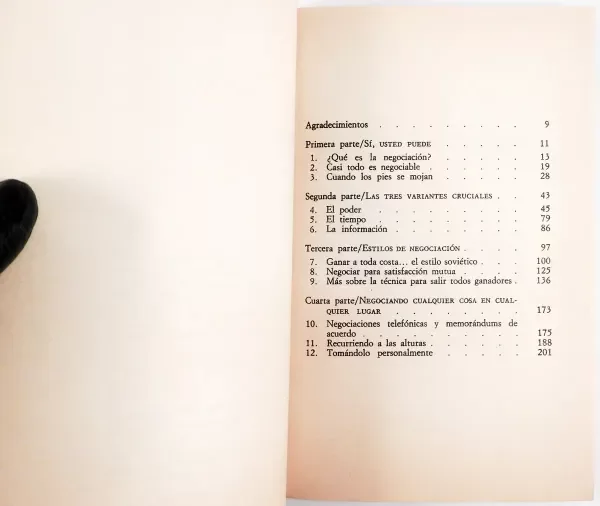 Agradecimientos . . . . . . . . . 9
Primera parte/SÍ, USTED PUEDE . . . . . 11
1. ¿Qué es la negociación? . . . . . 13
2. Casi todo es negociable . . . . . 19
3. Cuando los pies se mojan . . . . . 28
Segunda parte/LAS TRES VARIANTES CRUCIALES . . 43
4. El poder . . . . . . . . 45
5. El tiempo . . . . . . . . 79
6. La información . . . . . . . 86
Tercera parte/ESTILOS DE NEGOCIACIÓN . . . . 97
7. Ganar a toda costa... el estilo soviético . . . 100
8. Negociar para satisfacción mutua . . . . 125
9. Más sobre la técnica para salir todos ganadores . 136
Cuarta parte/NEGOCIANDO CUALQUIER COSA EN CUAL-
QUIER LUGAR . . . . . . . 173
10. Negociaciones telefónicas y memorándums de
acuerdo . . . . . . . . 175
11. Recurriendo a las alturas . . . . . 188
12. Tomándolo personalmente . . . . . 201